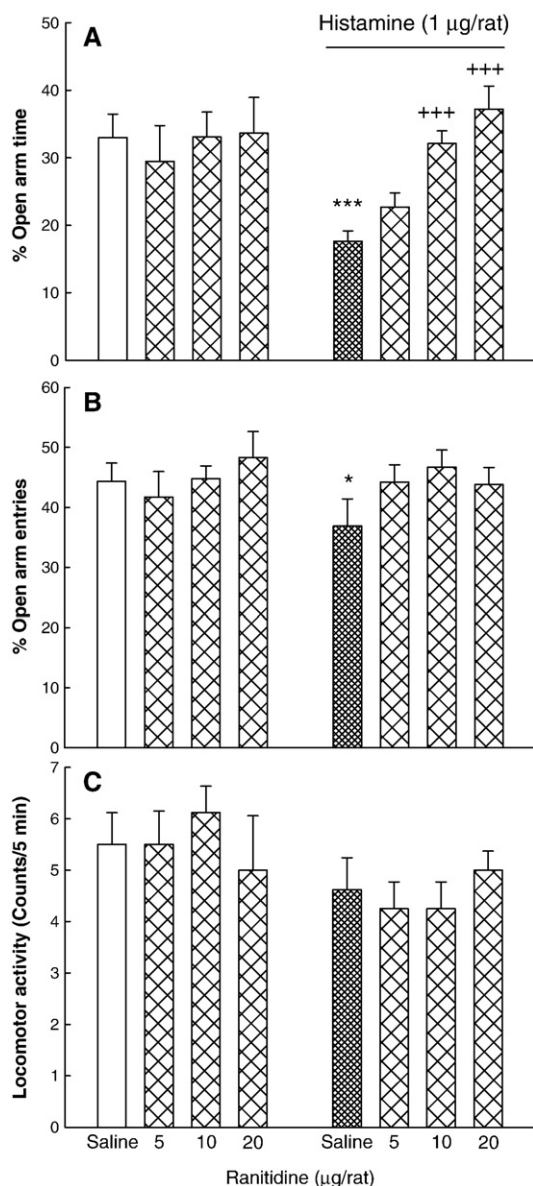 A
Histamine (1 μg/rat)
% Open arm time
50
40
30
20
10
0
***
+++
+++
B
% Open arm entries
60
50
40
30
20
10
0
*
C
Locomotor activity (Counts/5 min)
7
6
5
4
3
2
1
0
Saline 5 10 20 Saline 5 10 20
Ranitidine (μg/rat)